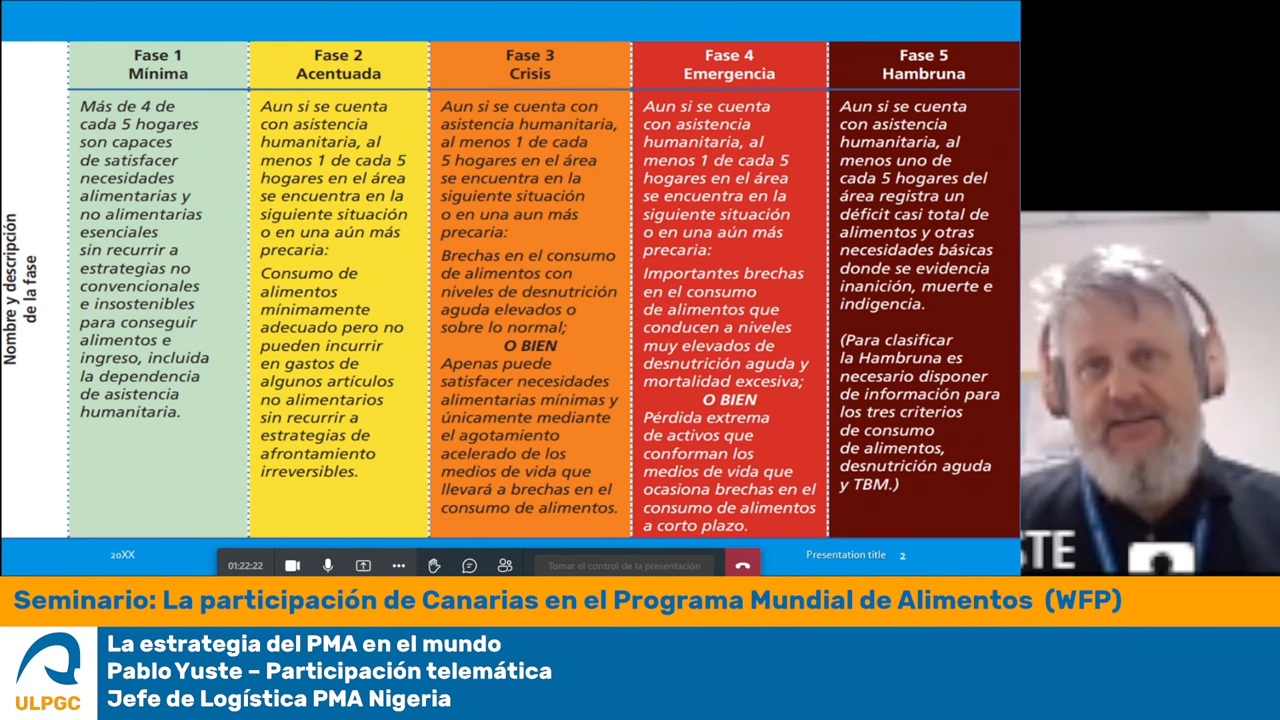 Nombre y descripción
de la fase
Fase 1
Mínima
Más de 4 de
cada 5 hogares
son capaces
de satisfacer
necesidades
alimentarias y
no alimentarias
esenciales
sin recurrir a
estrategias no
convencionales
e insostenibles
para conseguir
alimentos e
ingreso, incluida
la dependencia
de asistencia
humanitaria.
Fase 2
Acentuada
Aun si se cuenta
con asistencia
humanitaria, al
menos 1 de cada 5
hogares en el área
se encuentra en la
siguiente situación
o en una aún más
precaria:
Consumo de
alimentos
mínimamente
adecuado pero no
pueden incurrir
en gastos de
algunos artículos
no alimentarios
sin recurrir a
estrategias de
afrontamiento
irreversibles.
Fase 3
Crisis
Aun si se cuenta con
asistencia humanitaria,
al menos 1 de cada
5 hogares en el área
se encuentra en la
siguiente situación
o en una aun más
precaria:
Brechas en el consumo
de alimentos con
niveles de desnutrición
aguda elevados o
sobre lo normal;
O BIEN
Apenas puede
satisfacer necesidades
alimentarias mínimas y
únicamente mediante
el agotamiento
acelerado de los
medios de vida que
llevará a brechas en el
consumo de alimentos.
Fase 4
Emergencia
Aun si se cuenta
con asistencia
humanitaria, al
menos 1 de cada 5
hogares en el área
se encuentra en la
siguiente situación
o en una aún más
precaria:
Importantes brechas
en el consumo
de alimentos que
conducen a niveles
muy elevados de
desnutrición aguda y
mortalidad excesiva;
O BIEN
Pérdida extrema
de activos que
conforman los
medios de vida que
ocasiona brechas en el
consumo de alimentos
a corto plazo.
Fase 5
Hambruna
Aun si se cuenta
con asistencia
humanitaria, al
menos uno de
cada 5 hogares del
área registra un
déficit casi total de
alimentos y otras
necesidades básicas
donde se evidencia
inanición, muerte e
indigencia.
(Para clasificar
la Hambruna es
necesario disponer
de información para
los tres criterios
de consumo
de alimentos,
desnutrición aguda
y TBM.)
20XX
Presentation title 2
01:22:22
Tomar el control de la presentación
STE
Seminario: La participación de Canarias en el Programa Mundial de Alimentos (WFP)
ULPGC
La estrategia del PMA en el mundo
Pablo Yuste – Participación telemática
Jefe de Logística PMA Nigeria